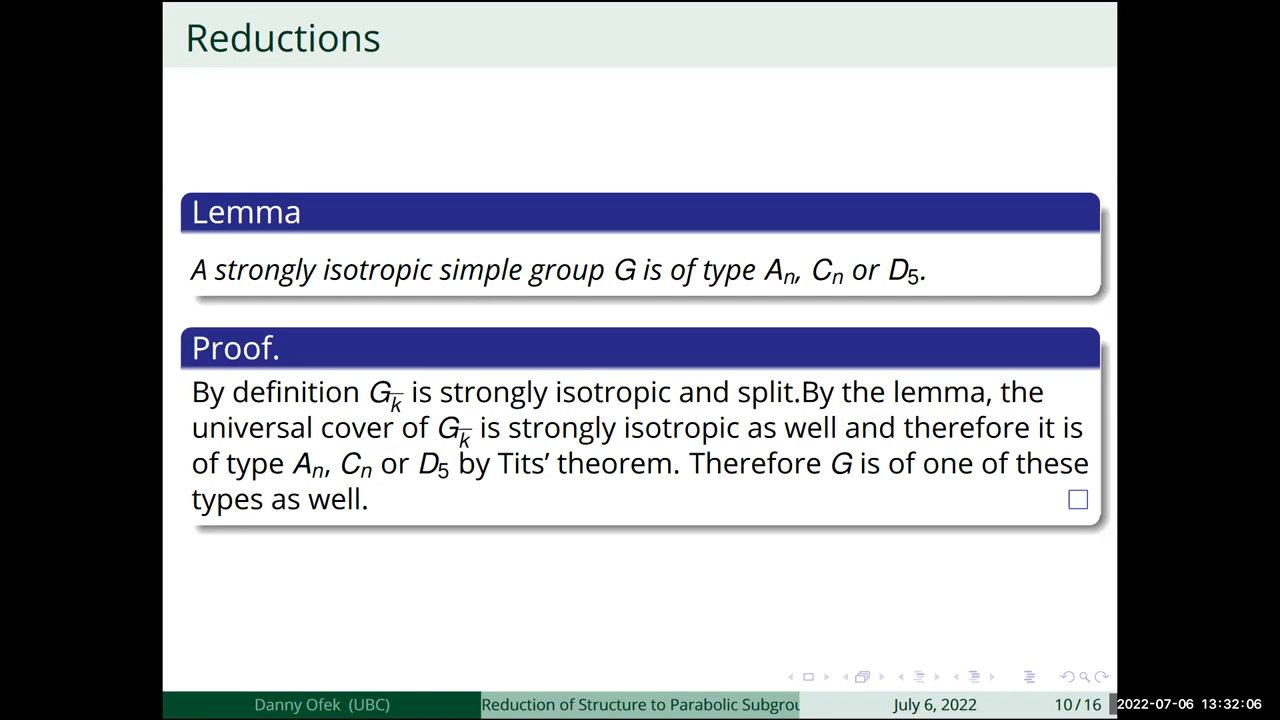 Reductions
Lemma
A strongly isotropic simple group G is of type Aₙ, Cₙ or D₅.
Proof.
By definition G_k̅ is strongly isotropic and split.By the lemma, the
universal cover of G_k̅ is strongly isotropic as well and therefore it is
of type Aₙ, Cₙ or D₅ by Tits’ theorem. Therefore G is of one of these
types as well. □
Danny Ofek (UBC) Reduction of Structure to Parabolic Subgrou July 6, 2022 10 / 16 2022-07-06 13:32:06